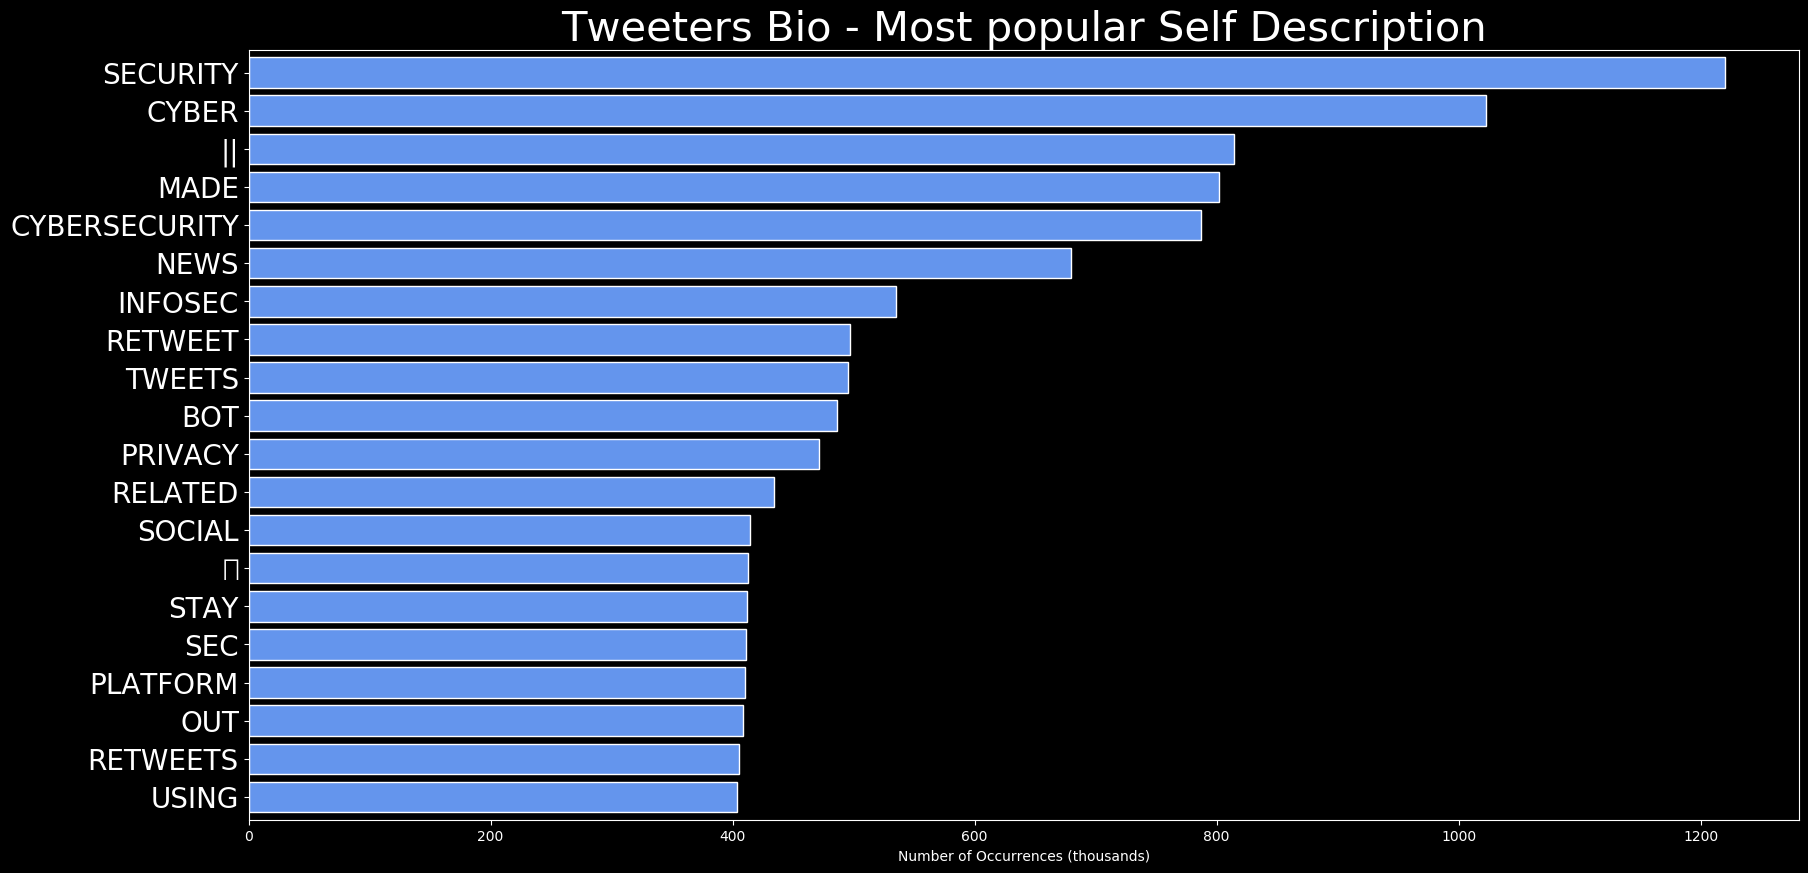 Tweeters Bio - Most popular Self Description
SECURITY
CYBER
||
MADE
CYBERSECURITY
NEWS
INFOSEC
RETWEET
TWEETS
BOT
PRIVACY
RELATED
SOCIAL
STAY
SEC
PLATFORM
OUT
RETWEETS
USING
0 200 400 600 800 1000 1200
Number of Occurrences (thousands)